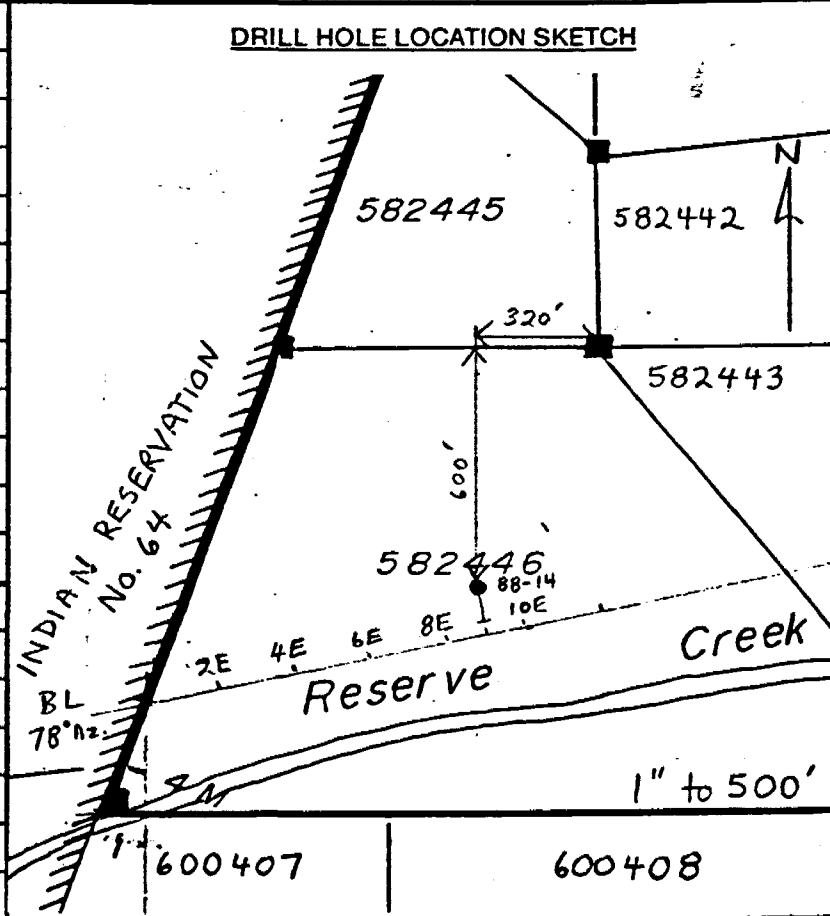 DRILL HOLE LOCATION SKETCH
N
582445
582442
320'
582443
600'
INDIAN RESERVATION
No. 64
582446
88-14
2E 4E 6E 8E 10E
Reserve Creek
BL
78° Az.
1" to 500'
600407
600408